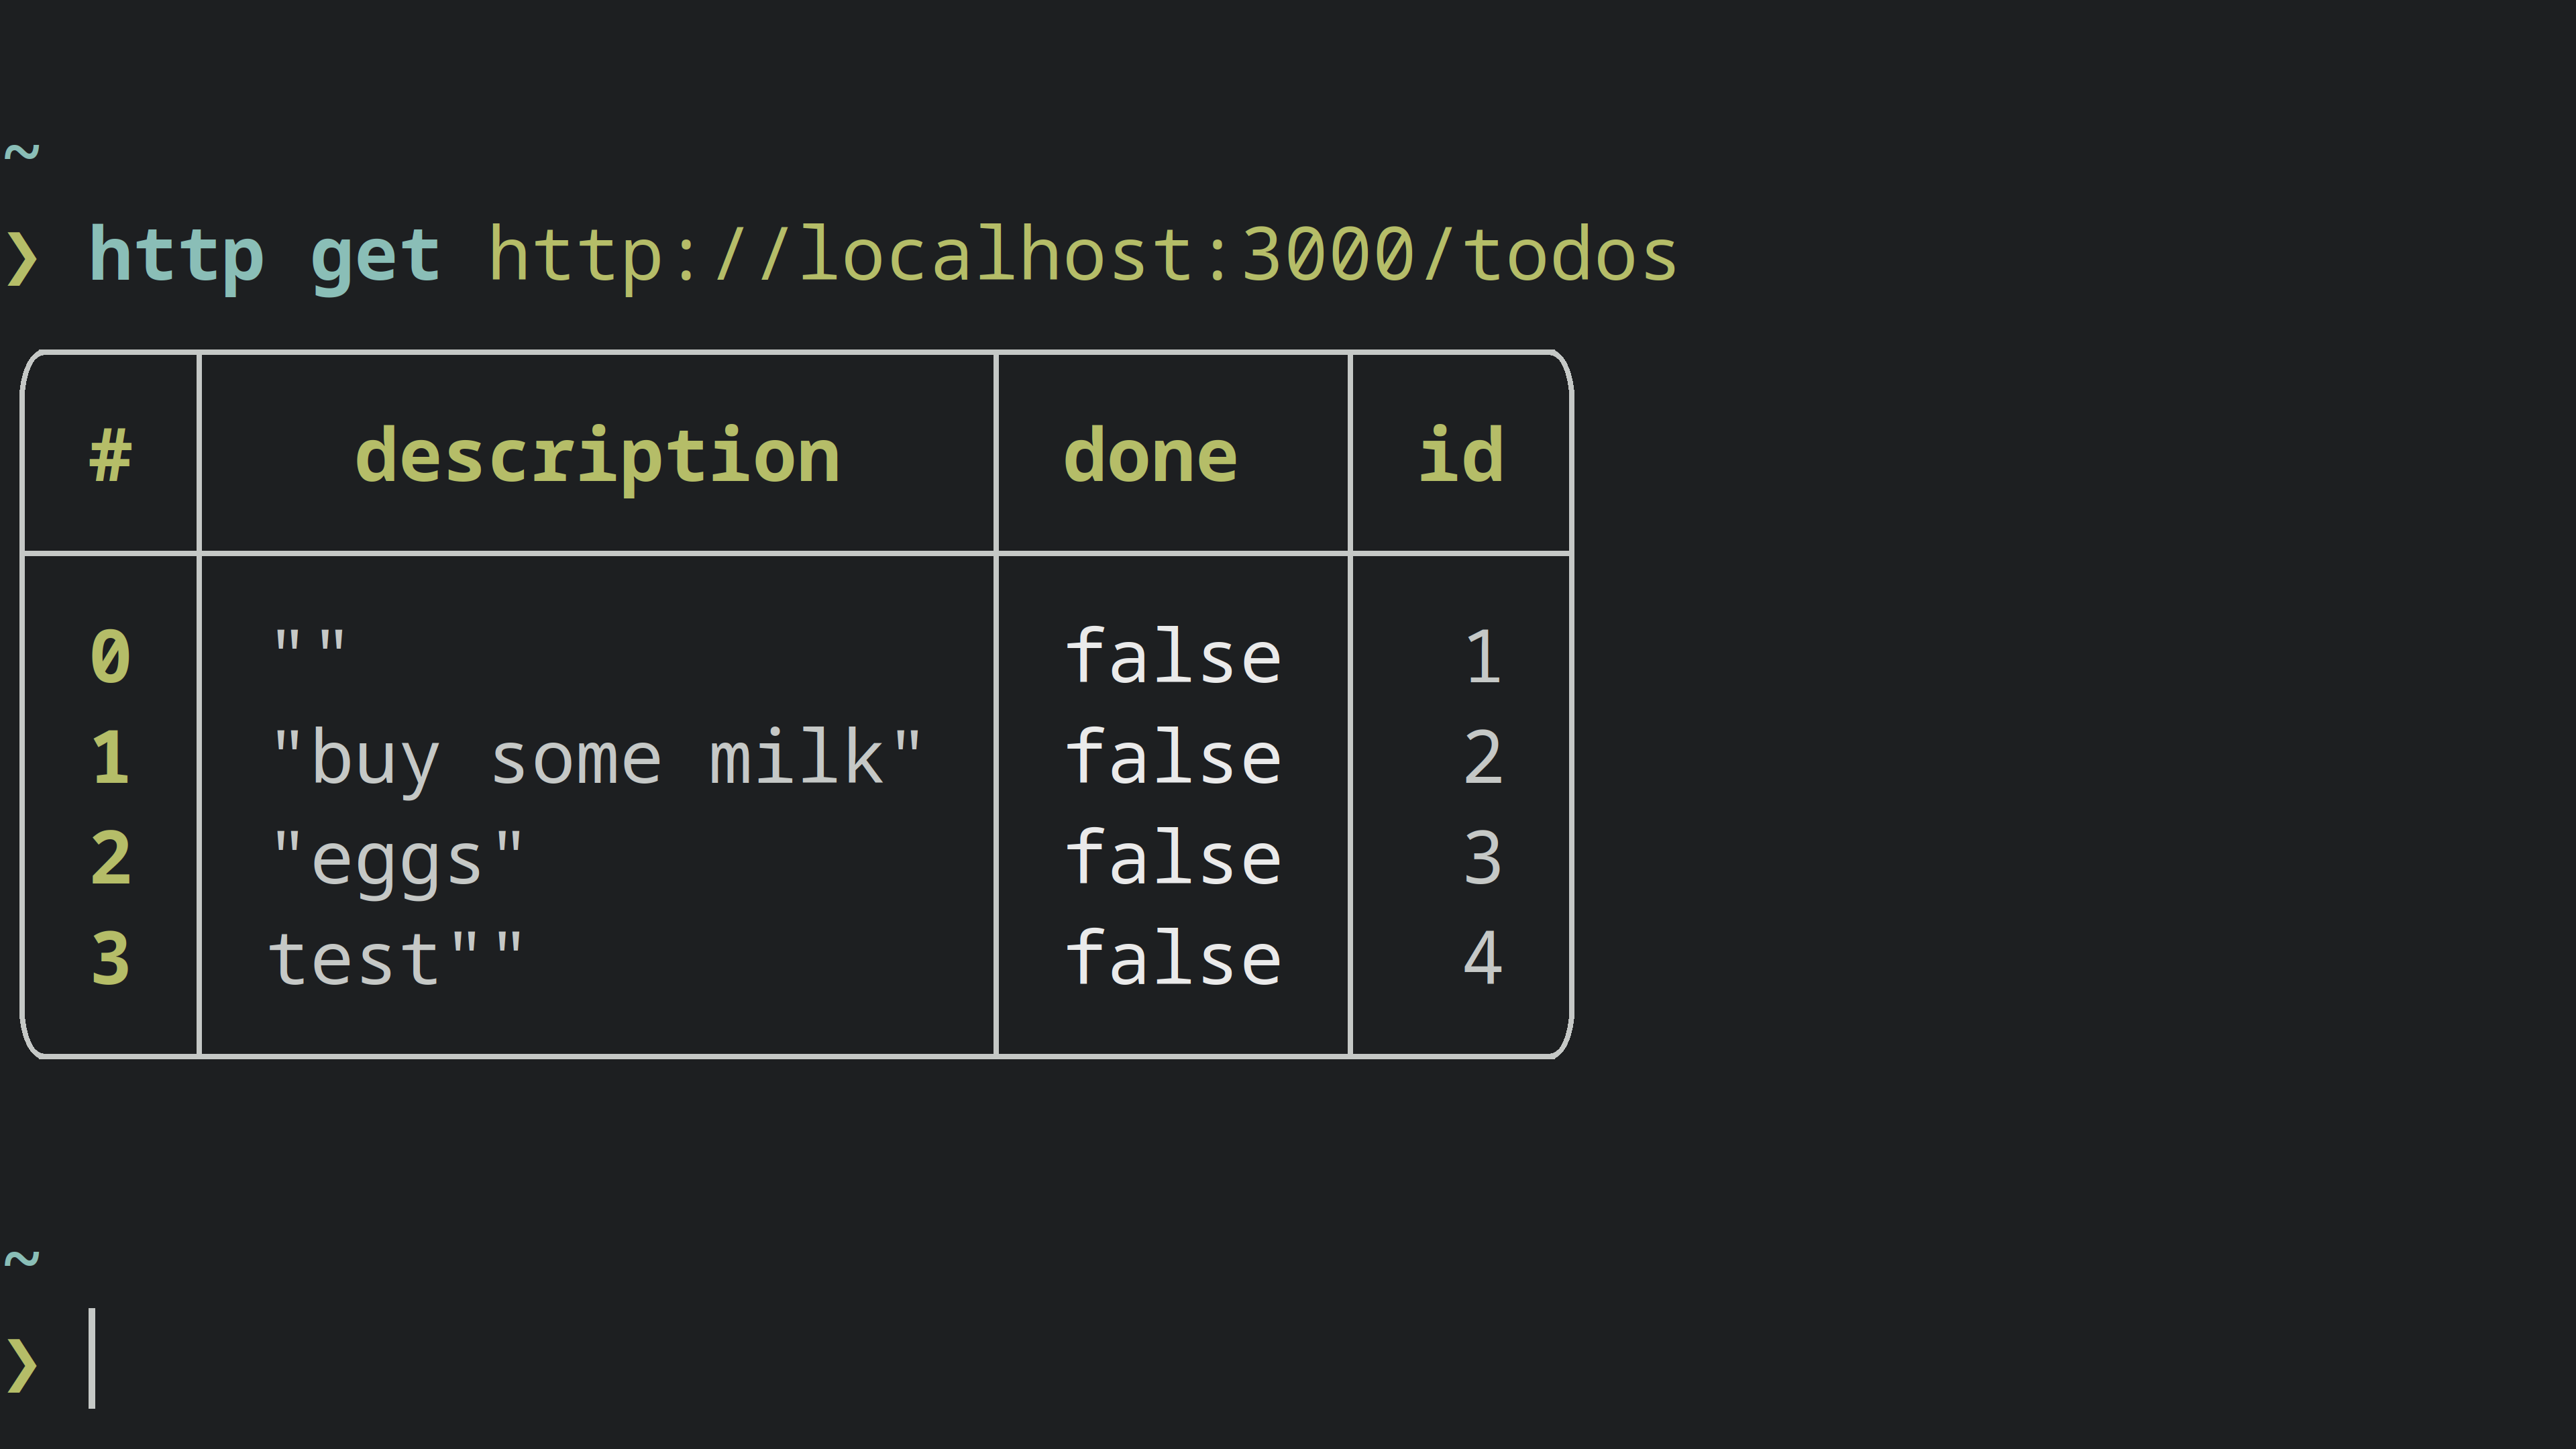 ~
❯ http get http://localhost:3000/todos
# description done id
0 "" false 1
1 "buy some milk" false 2
2 "eggs" false 3
3 test"" false 4
~
❯